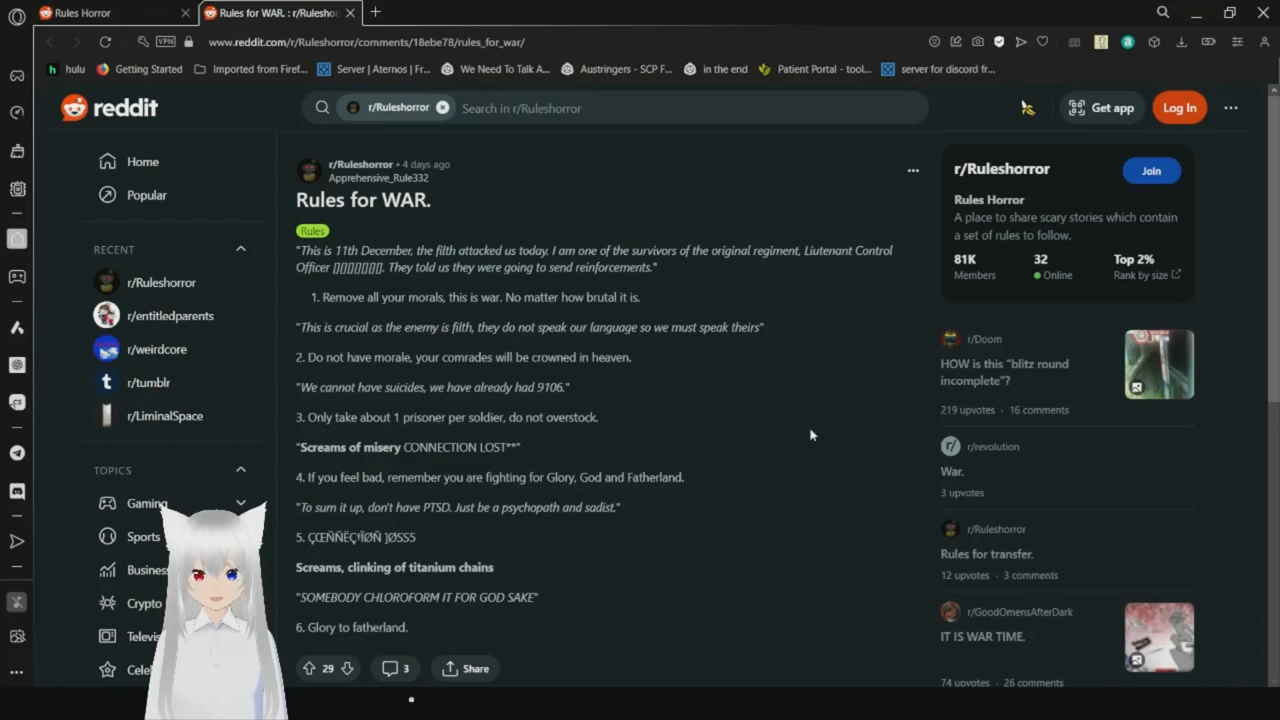 Rules Horror
Rules for WAR. : r/Rulesho
VPN
www.reddit.com/r/Ruleshorror/comments/18ebe78/rules_for_war/
hulu
Getting Started
Imported from Firef...
Server | Aternos | Fr...
We Need To Talk A...
Austringers - SCP F...
in the end
Patient Portal - tool...
server for discord fr...
reddit
r/Ruleshorror
Search in r/Ruleshorror
Get app
Log In
Home
Popular
RECENT
r/Ruleshorror
r/entitledparents
r/weirdcore
r/tumblr
r/LiminalSpace
TOPICS
Gaming
Sports
Business
Crypto
Televis
Celeb
r/Ruleshorror • 4 days ago
Apprehensive_Rule332
Rules for WAR.
Rules
"This is 11th December, the filth attacked us today. I am one of the survivors of the original regiment, Liutenant Control
Officer [][][][][][][]. They told us they were going to send reinforcements."
1. Remove all your morals, this is war. No matter how brutal it is.
"This is crucial as the enemy is filth, they do not speak our language so we must speak theirs"
2. Do not have morale, your comrades will be crowned in heaven.
"We cannot have suicides, we have already had 9106."
3. Only take about 1 prisoner per soldier, do not overstock.
"Screams of misery CONNECTION LOST**"
4. If you feel bad, remember you are fighting for Glory, God and Fatherland.
"To sum it up, don't have PTSD. Just be a psychopath and sadist."
5.
Screams, clinking of titanium chains
"SOMEBODY CHLOROFORM IT FOR GOD SAKE"
6. Glory to fatherland.
29
3
Share
r/Ruleshorror
Join
Rules Horror
A place to share scary stories which contain
a set of rules to follow.
81K
Members
32
Online
Top 2%
Rank by size
r/Doom
HOW is this "blitz round
incomplete"?
219 upvotes • 16 comments
r/
r/revolution
War.
3 upvotes
r/Ruleshorror
Rules for transfer.
12 upvotes • 3 comments
r/GoodOmensAfterDark
IT IS WAR TIME.
74 upvotes • 26 comments